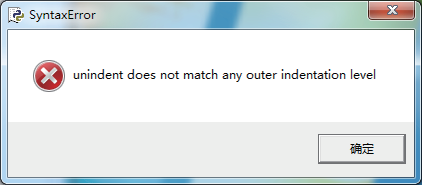 SyntaxError
unindent does not match any outer indentation level
确定